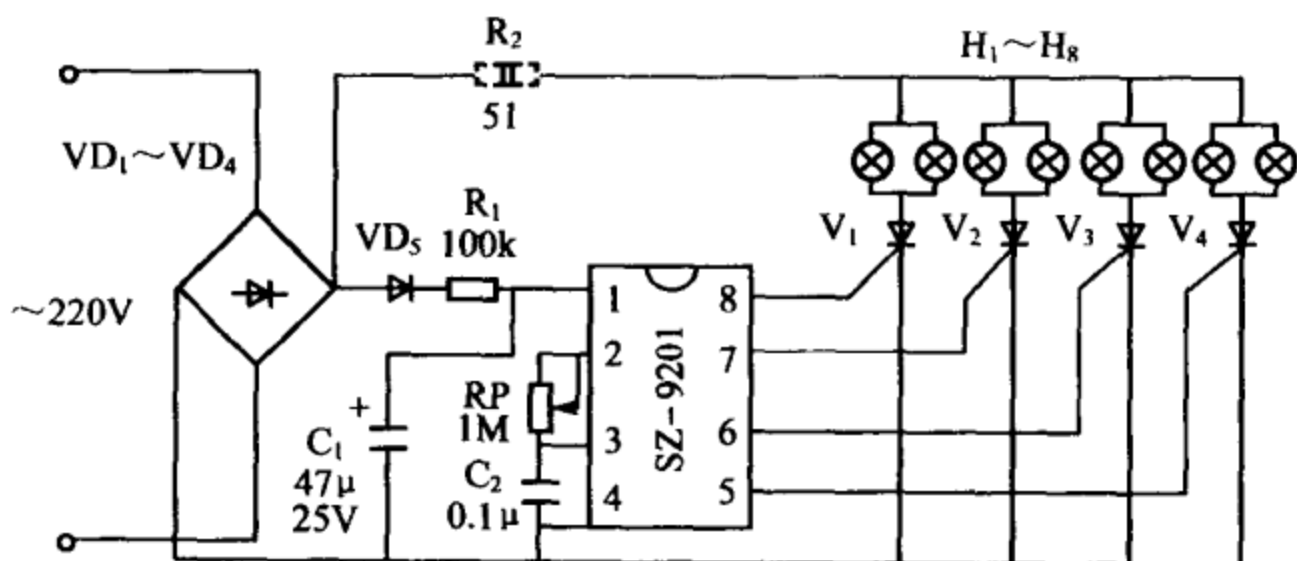 R₂
51
H₁~H₈
VD₁~VD₄
~220V
VD₅
R₁
100k
V₁
V₂
V₃
V₄
1
2
3
4
8
7
6
5
SZ-9201
RP
1M
+
C₁
47μ
25V
C₂
0.1μ